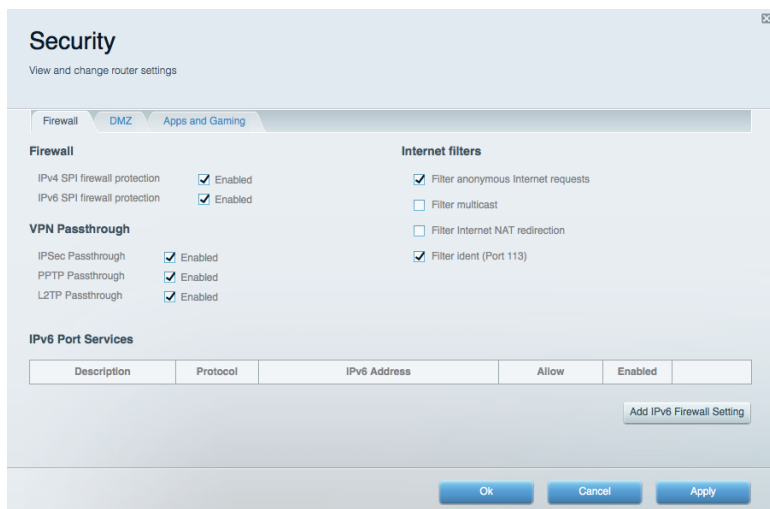 Security
View and change router settings
Firewall DMZ Apps and Gaming
Firewall
IPv4 SPI firewall protection Enabled
IPv6 SPI firewall protection Enabled
VPN Passthrough
IPSec Passthrough Enabled
PPTP Passthrough Enabled
L2TP Passthrough Enabled
Internet filters
Filter anonymous Internet requests
Filter multicast
Filter Internet NAT redirection
Filter ident (Port 113)
IPv6 Port Services
Description Protocol IPv6 Address Allow Enabled
Add IPv6 Firewall Setting
Ok Cancel Apply